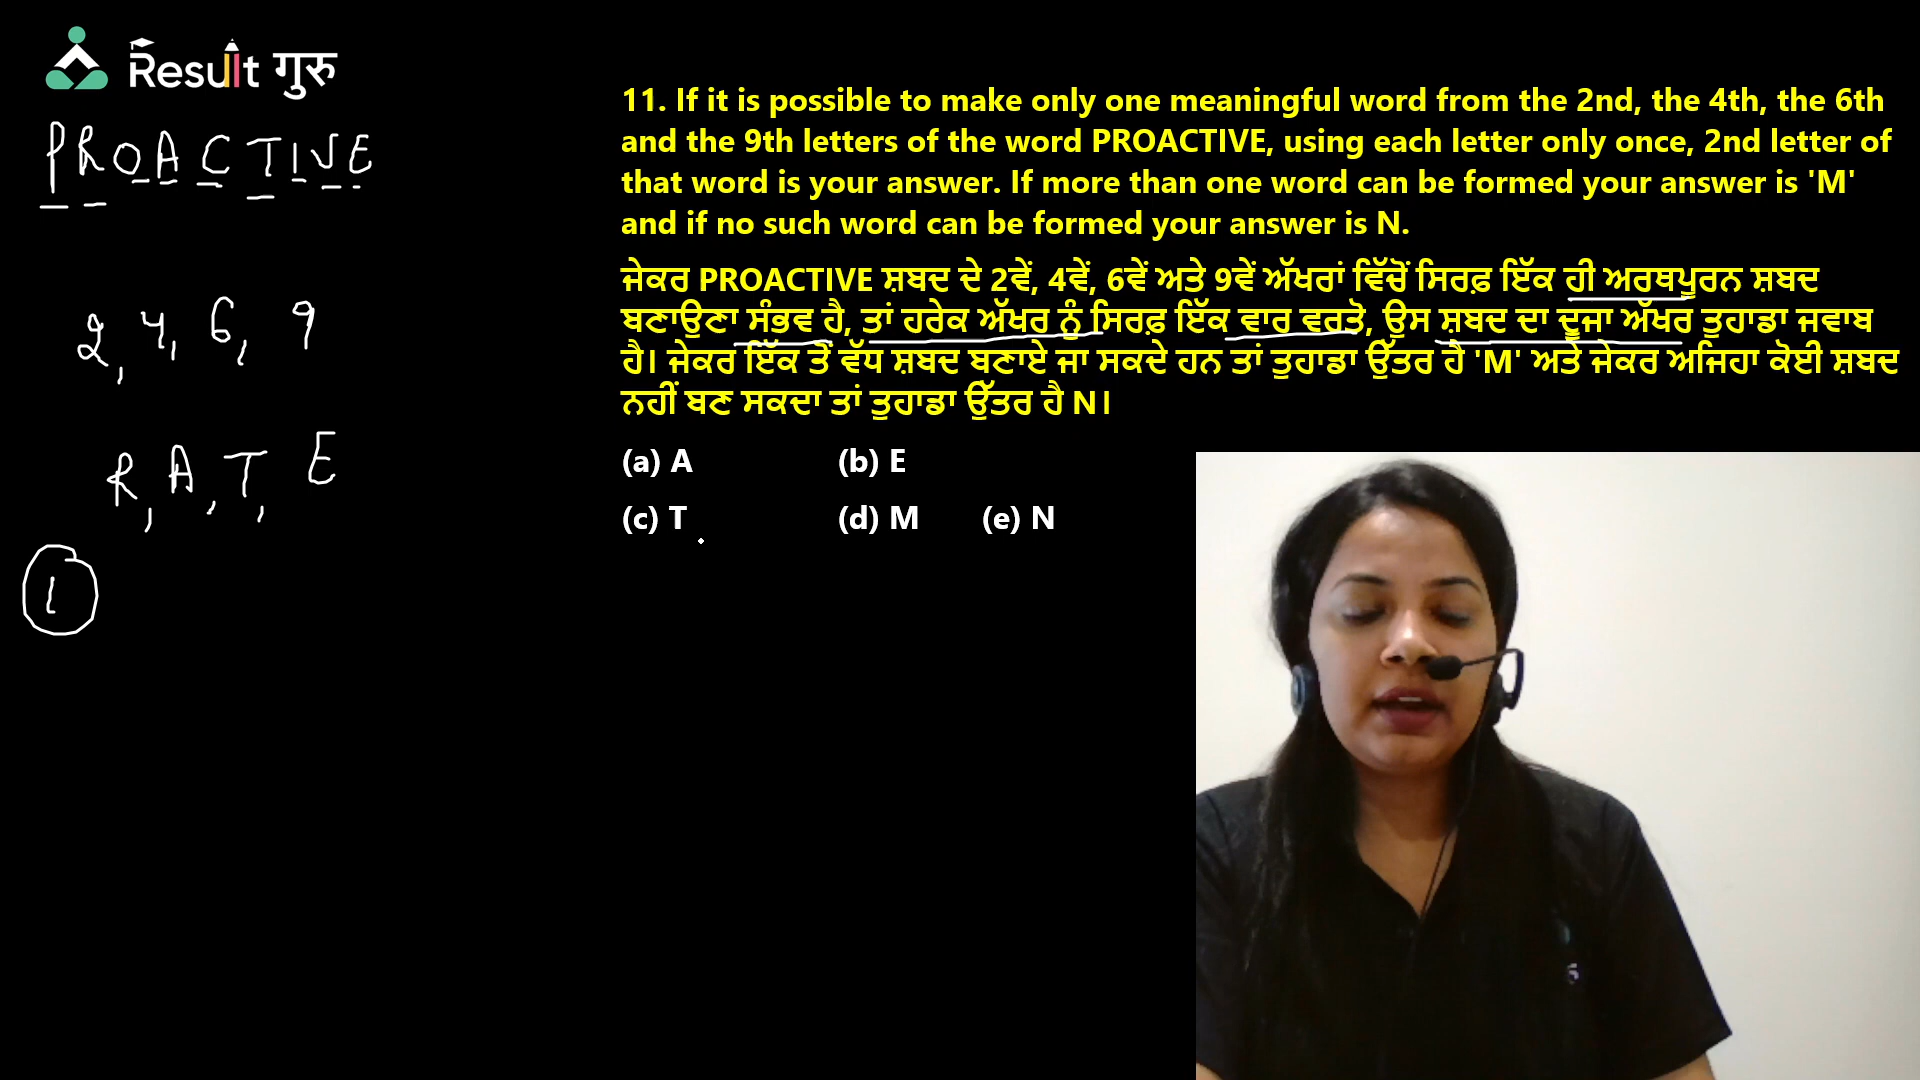 Result गुरु
PROACTIVE
2, 4, 6, 9
R, A, T, E
1
11. If it is possible to make only one meaningful word from the 2nd, the 4th, the 6th
and the 9th letters of the word PROACTIVE, using each letter only once, 2nd letter of
that word is your answer. If more than one word can be formed your answer is 'M'
and if no such word can be formed your answer is N.
ਜੇਕਰ PROACTIVE ਸ਼ਬਦ ਦੇ 2ਵੇਂ, 4ਵੇਂ, 6ਵੇਂ ਅਤੇ 9ਵੇਂ ਅੱਖਰਾਂ ਵਿੱਚੋਂ ਸਿਰਫ਼ ਇੱਕ ਹੀ ਅਰਥਪੂਰਨ ਸ਼ਬਦ
ਬਣਾਉਣਾ ਸੰਭਵ ਹੈ, ਤਾਂ ਹਰੇਕ ਅੱਖਰ ਨੂੰ ਸਿਰਫ਼ ਇੱਕ ਵਾਰ ਵਰਤੋ, ਉਸ ਸ਼ਬਦ ਦਾ ਦੂਜਾ ਅੱਖਰ ਤੁਹਾਡਾ ਜਵਾਬ
ਹੈ। ਜੇਕਰ ਇੱਕ ਤੋਂ ਵੱਧ ਸ਼ਬਦ ਬਣਾਏ ਜਾ ਸਕਦੇ ਹਨ ਤਾਂ ਤੁਹਾਡਾ ਉੱਤਰ ਹੈ 'M' ਅਤੇ ਜੇਕਰ ਅਜਿਹਾ ਕੋਈ ਸ਼ਬਦ
ਨਹੀਂ ਬਣ ਸਕਦਾ ਤਾਂ ਤੁਹਾਡਾ ਉੱਤਰ ਹੈ N।
(a) A (b) E
(c) T (d) M (e) N